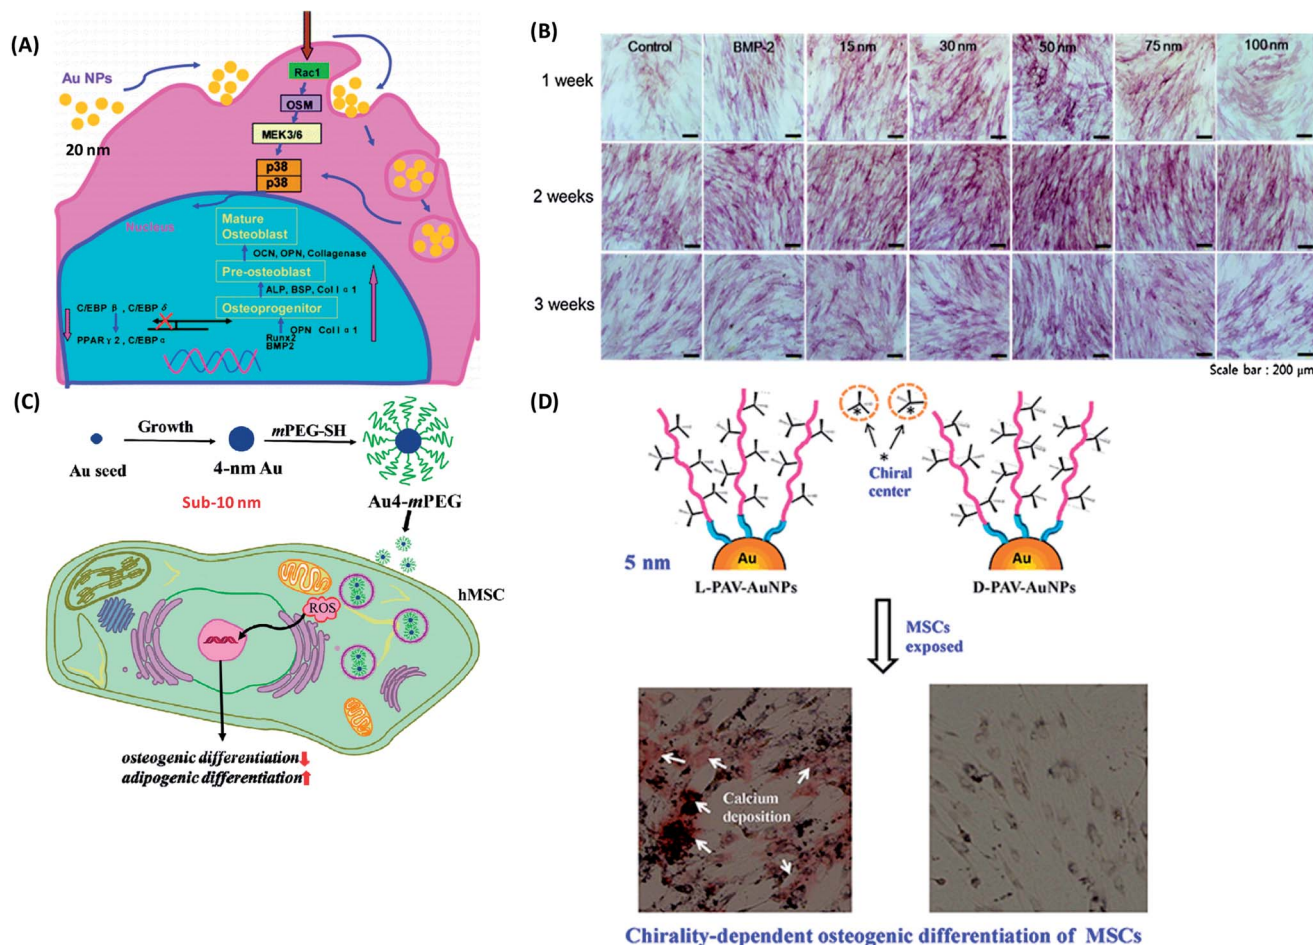 (A)
Au NPs
20 nm
Rac1
OSM
MEK3/6
p38
p38
Nucleus
Mature
Osteoblast
OCN, OPN, Collagenase
Pre-osteoblast
ALP, BSP, Col I α1
Osteoprogenitor
OPN Col I α1
Runx2
BMP2
C/EBP β , C/EBP δ
PPAR γ 2 , C/EBP α
(B)
Control BMP-2 15 nm 30 nm 50 nm 75 nm 100 nm
1 week
2 weeks
3 weeks
Scale bar : 200 μm
(C)
Growth
mPEG-SH
Au seed
4-nm Au
Sub-10 nm
Au4-mPEG
hMSC
ROS
osteogenic differentiation
adipogenic differentiation
(D)
*
*
*
Chiral
center
Au
Au
5 nm
L-PAV-AuNPs
D-PAV-AuNPs
MSCs
exposed
Calcium
deposition
Chirality-dependent osteogenic differentiation of MSCs